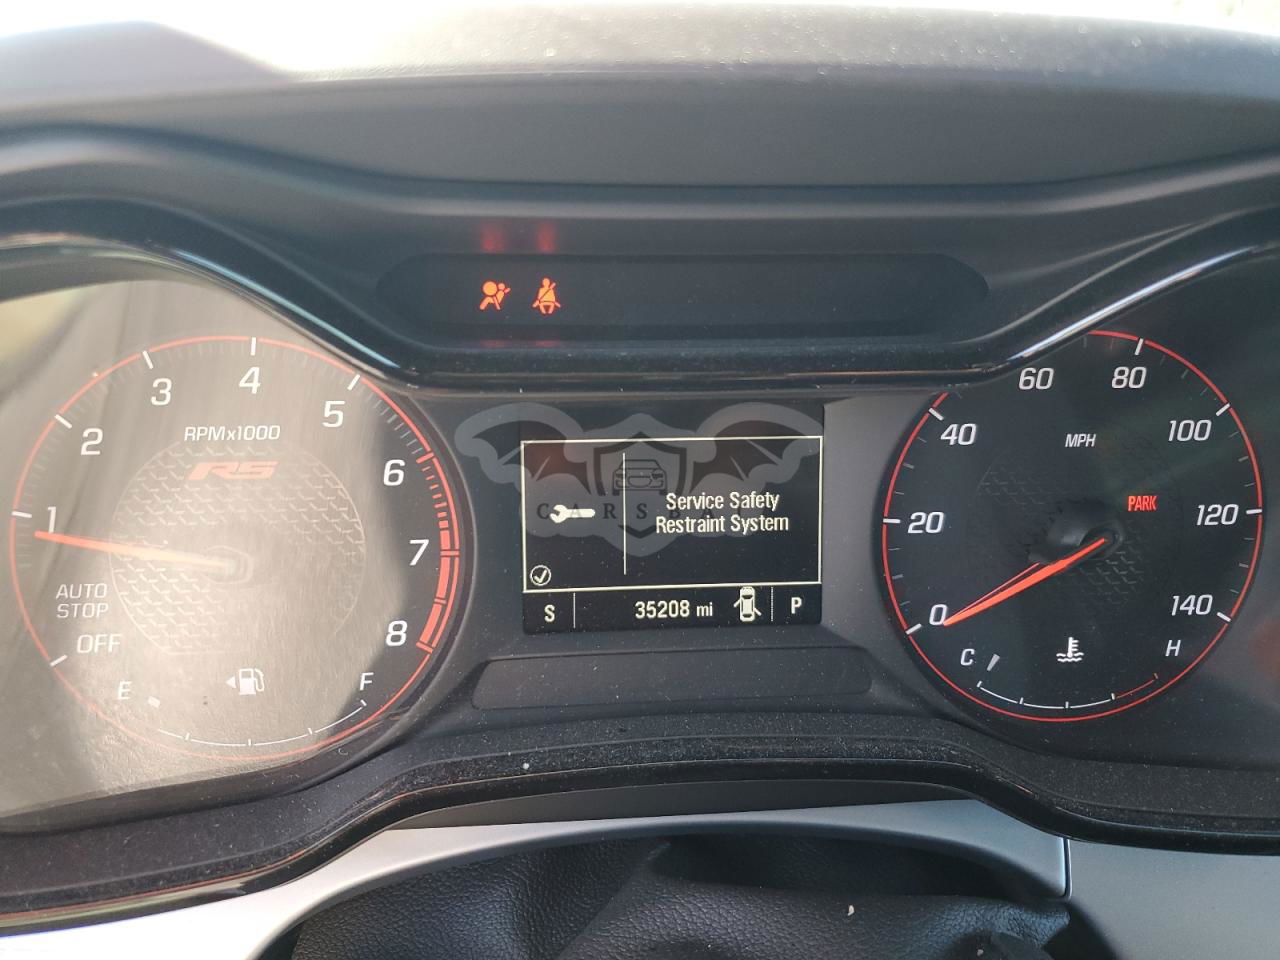 1
2
3
4
5
6
7
8
RPMx1000
RS
AUTO
STOP
OFF
E
F
Service Safety
Restraint System
S
35208 mi
P
0
20
40
60
80
100
120
140
MPH
PARK
C
H